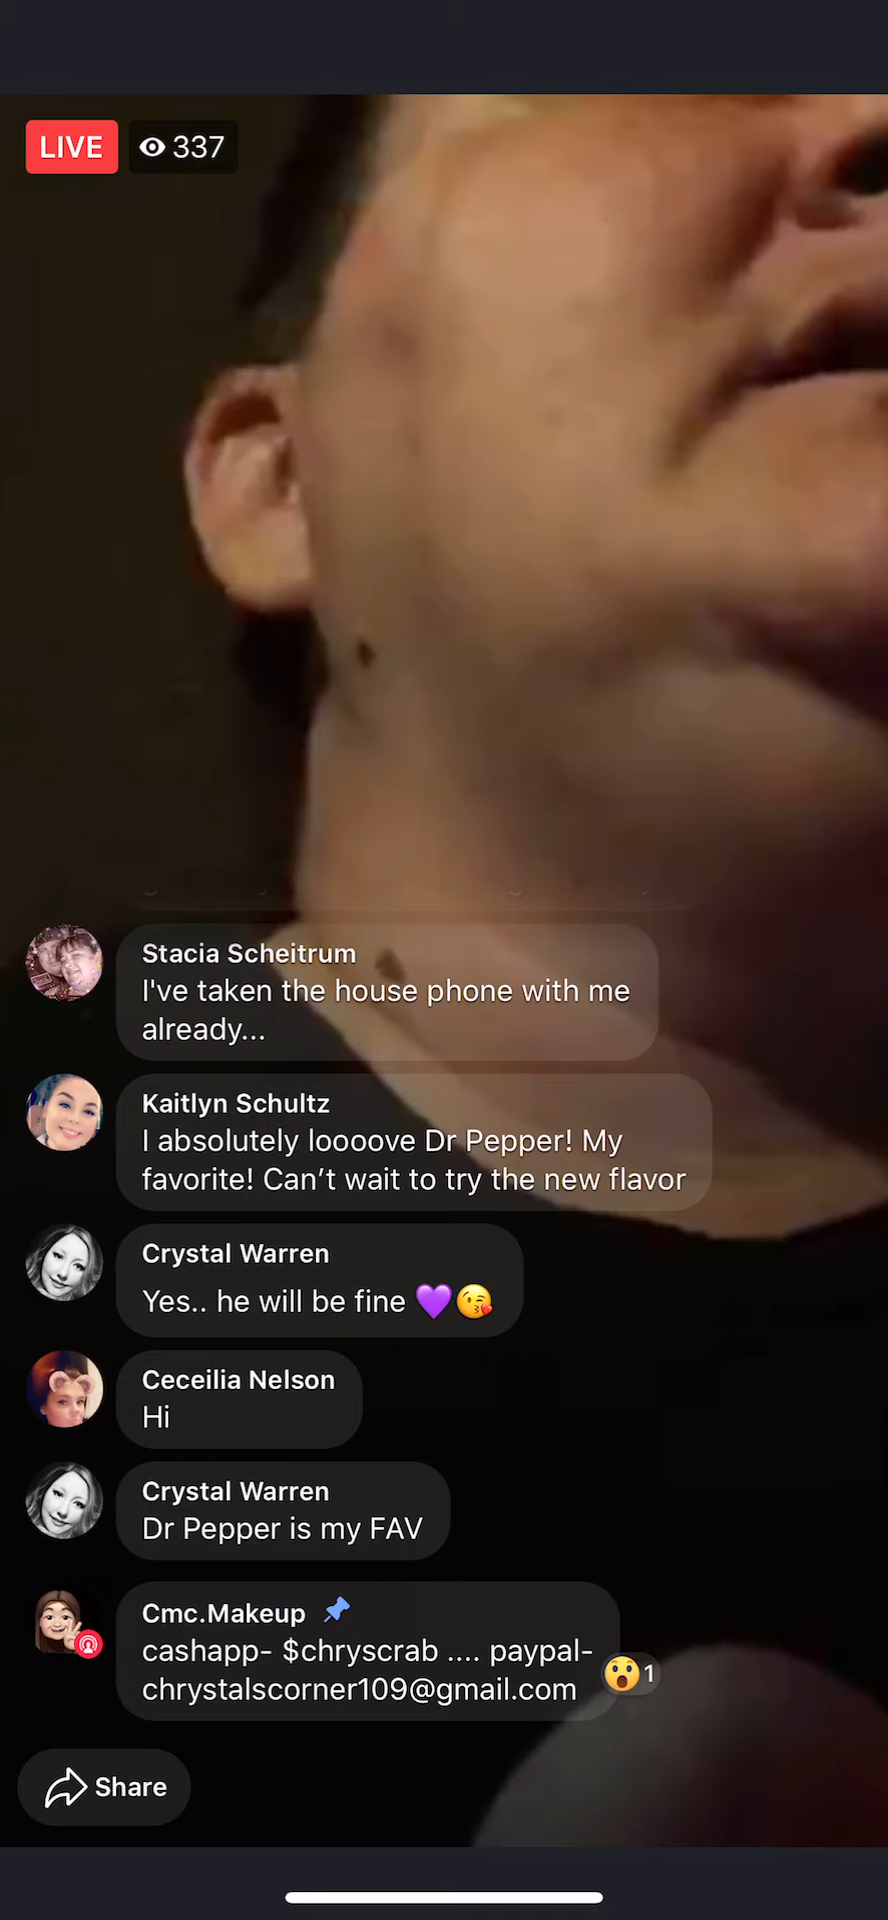 LIVE 337
Stacia Scheitrum
I've taken the house phone with me
already...
Kaitlyn Schultz
I absolutely loooove Dr Pepper! My
favorite! Can't wait to try the new flavor
Crystal Warren
Yes.. he will be fine 💜😘
Ceceilia Nelson
Hi
Crystal Warren
Dr Pepper is my FAV
Cmc.Makeup 📌
cashapp- $chryscrab .... paypal-
chrystalscorner109@gmail.com
😮 1
Share